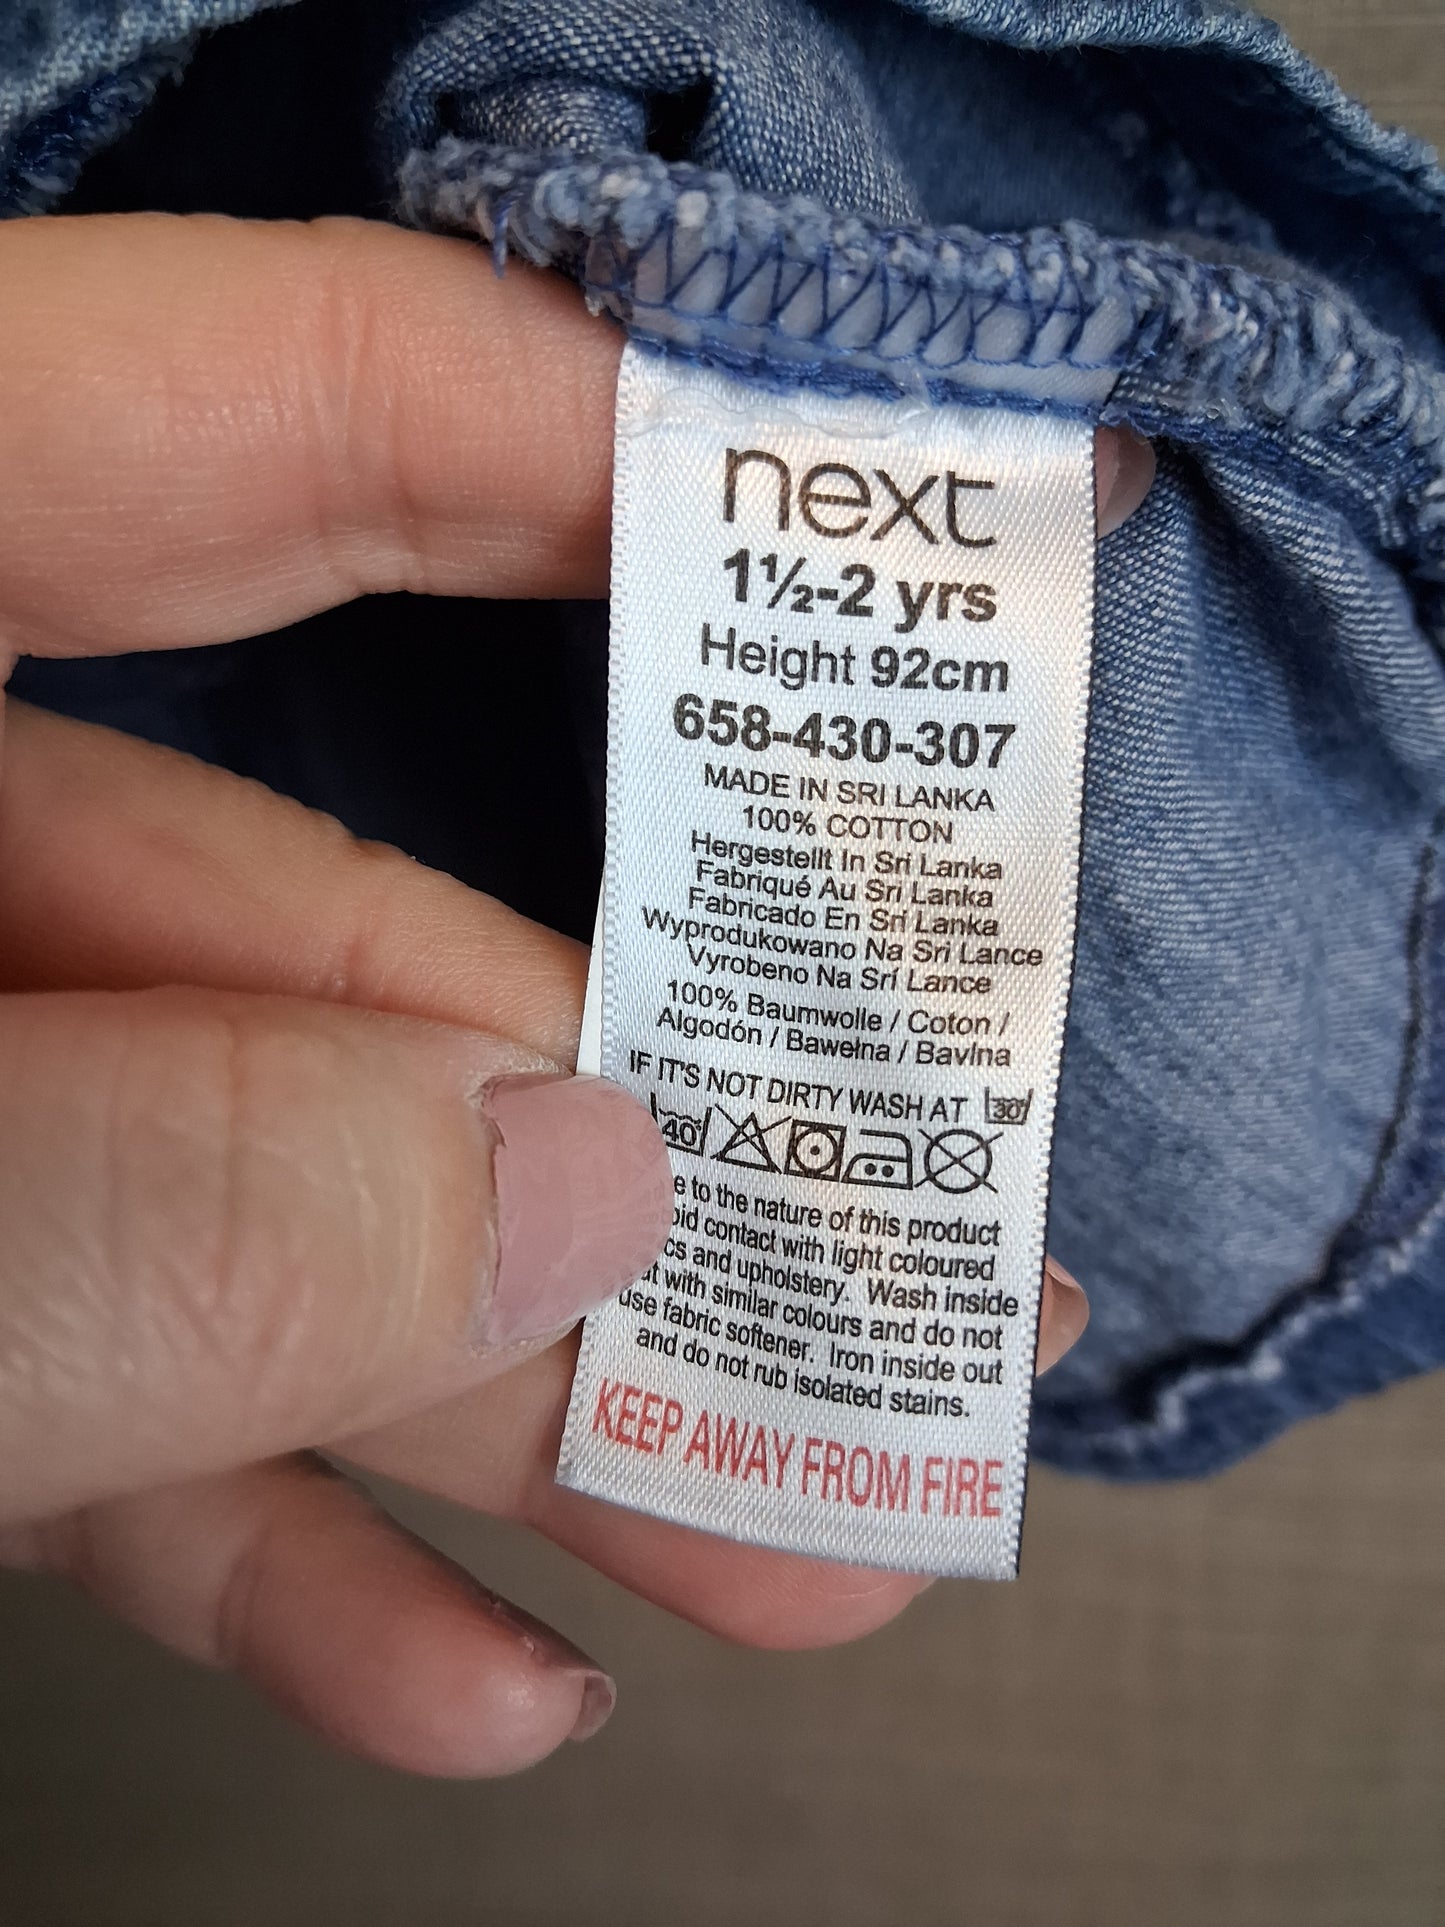 next
1½-2 yrs
Height 92cm
658-430-307
MADE IN SRI LANKA
100% COTTON
Hergestellt In Sri Lanka
Fabriqué Au Sri Lanka
Fabricado En Sri Lanka
Wyprodukowano Na Sri Lance
Vyrobeno Na Srí Lance
100% Baumwolle / Coton /
Algodón / Bawełna / Bavlna
IF IT'S NOT DIRTY WASH AT 30°
40°
to the nature of this product
contact with light coloured
and upholstery. Wash inside
with similar colours and do not
use fabric softener. Iron inside out
and do not rub isolated stains.
KEEP AWAY FROM FIRE